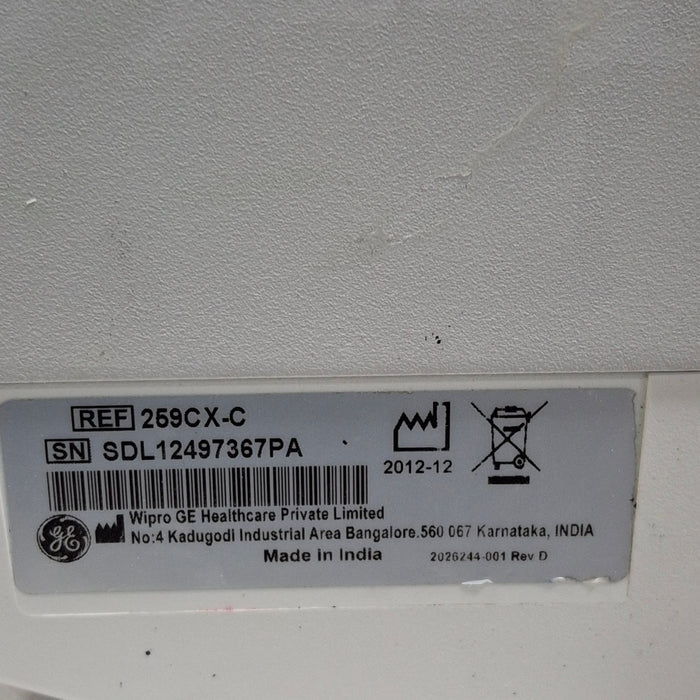 REF 259CX-C
SN SDL12497367PA
2012-12
GE
Wipro GE Healthcare Private Limited
No:4 Kadugodi Industrial Area Bangalore.560 067 Karnataka, INDIA
Made in India
2026244-001 Rev D